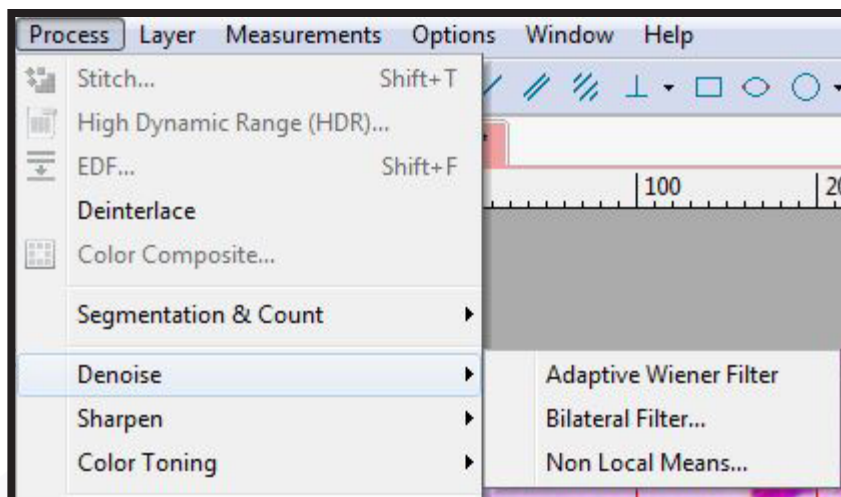 Process Layer Measurements Options Window Help
Stitch... Shift+T
High Dynamic Range (HDR)...
EDF... Shift+F
Deinterlace
Color Composite...
Segmentation & Count
Denoise
Sharpen
Color Toning
100
Adaptive Wiener Filter
Bilateral Filter...
Non Local Means...